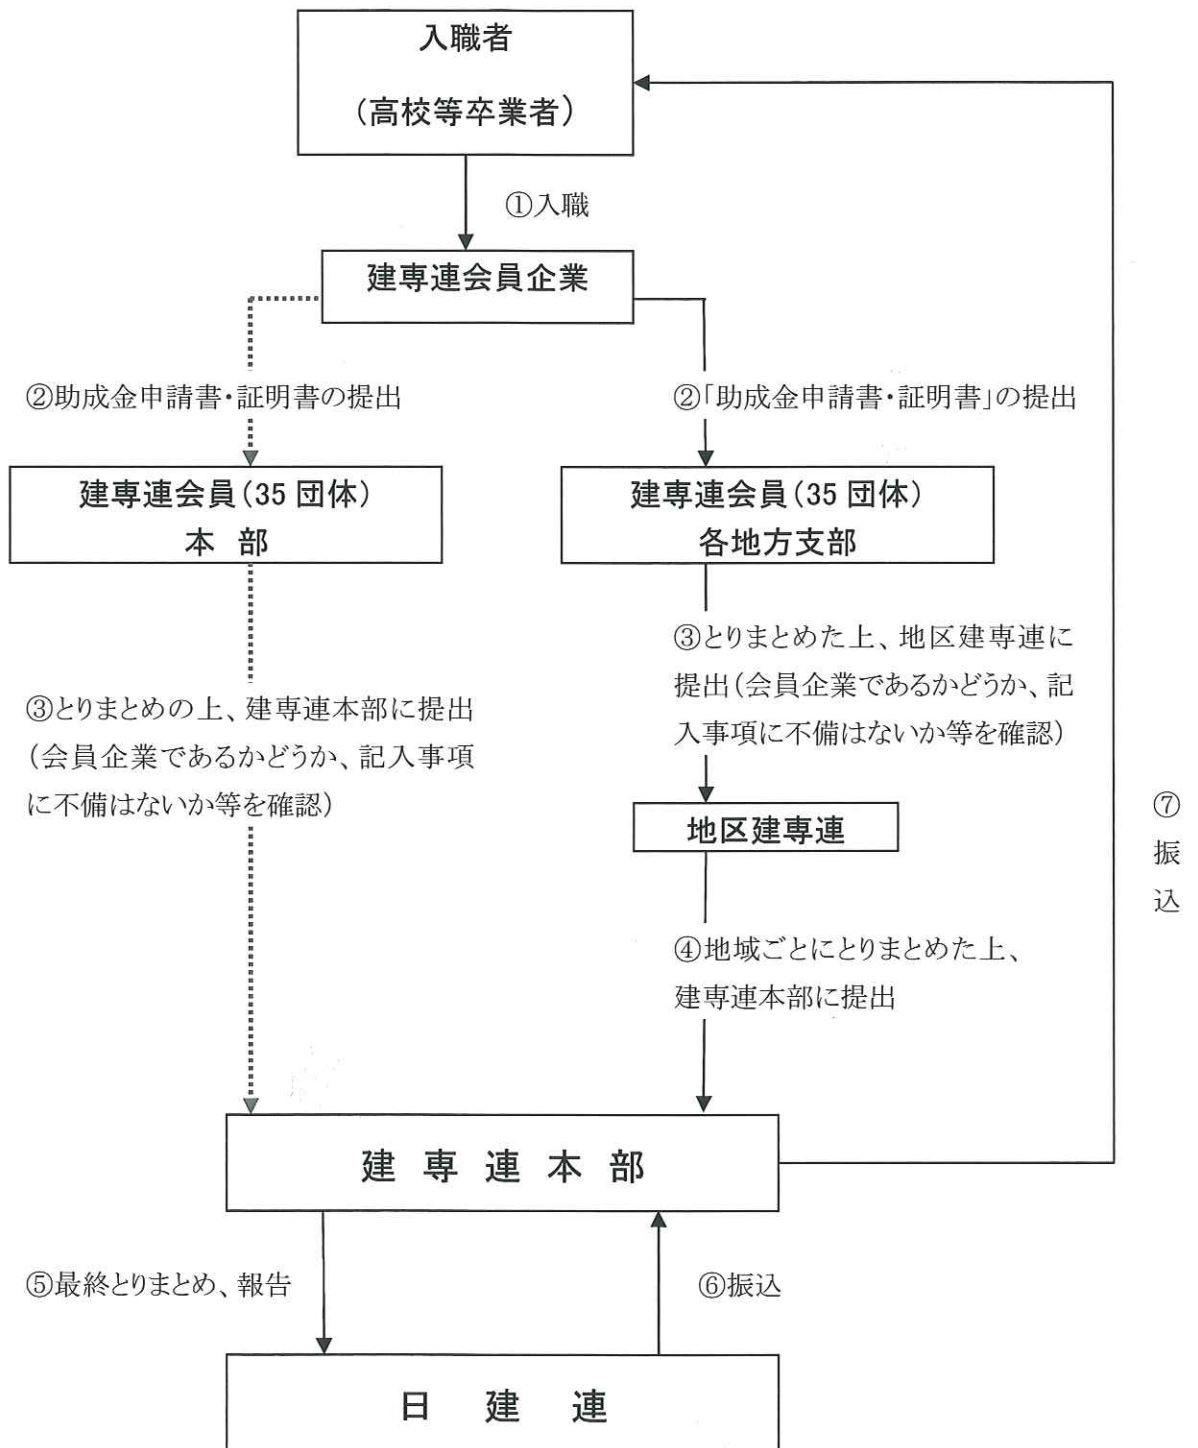 入職者
(高校等卒業者)
①入職
建専連会員企業
②助成金申請書・証明書の提出
②「助成金申請書・証明書」の提出
建専連会員(35 団体)
本 部
建専連会員(35 団体)
各地方支部
③とりまとめた上、地区建専連に
提出(会員企業であるかどうか、記
入事項に不備はないか等を確認)
③とりまとめの上、建専連本部に提出
(会員企業であるかどうか、記入事項
に不備はないか等を確認)
地区建専連
④地域ごとにとりまとめた上、
建専連本部に提出
⑦
振
込
建 専 連 本 部
⑤最終とりまとめ、報告
⑥振込
日 建 連